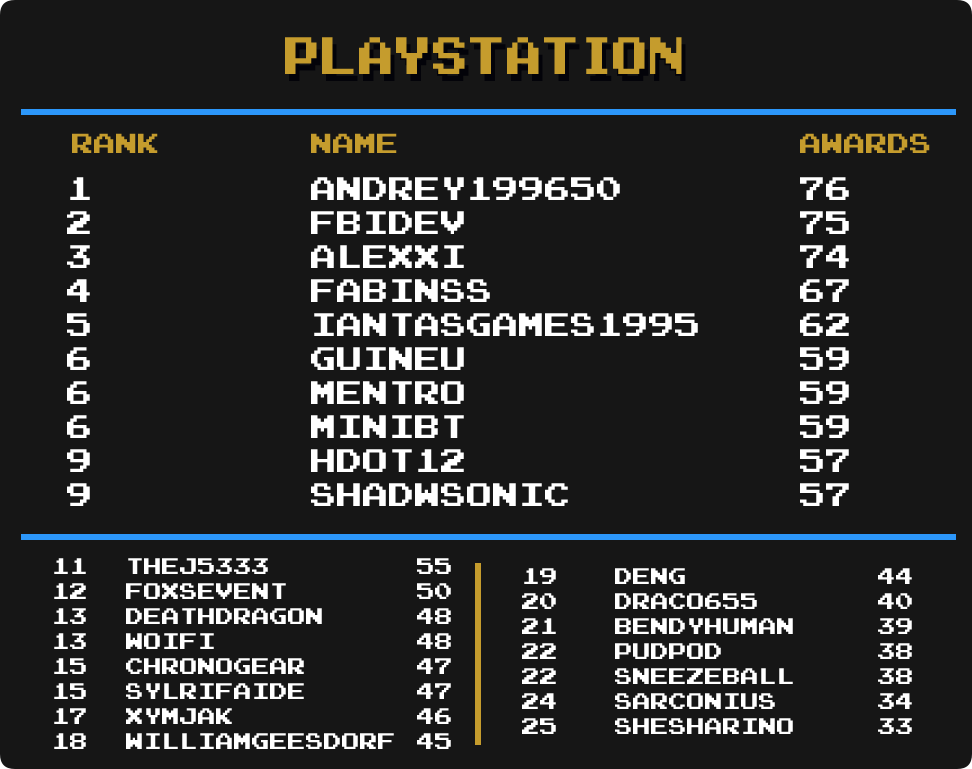 PLAYSTATION
RANK NAME AWARDS
1 ANDREY199650 76
2 FBIDEV 75
3 ALEXXI 74
4 FABINSS 67
5 IANTASGAMES1995 62
6 GUINEU 59
6 MENTRO 59
6 MINIBT 59
9 HDOT12 57
9 SHADWSONIC 57
11 THEJ5333 55
12 FOXSEVENT 50
13 DEATHDRAGON 48
13 WOIFI 48
15 CHRONOGEAR 47
15 SYLRIFAIDE 47
17 XYMJAK 46
18 WILLIAMGEESDORF 45
19 DENG 44
20 DRACO655 40
21 BENDYHUMAN 39
22 PUDPOD 38
22 SNEEZEBALL 38
24 SARCONIUS 34
25 SHESHARINO 33